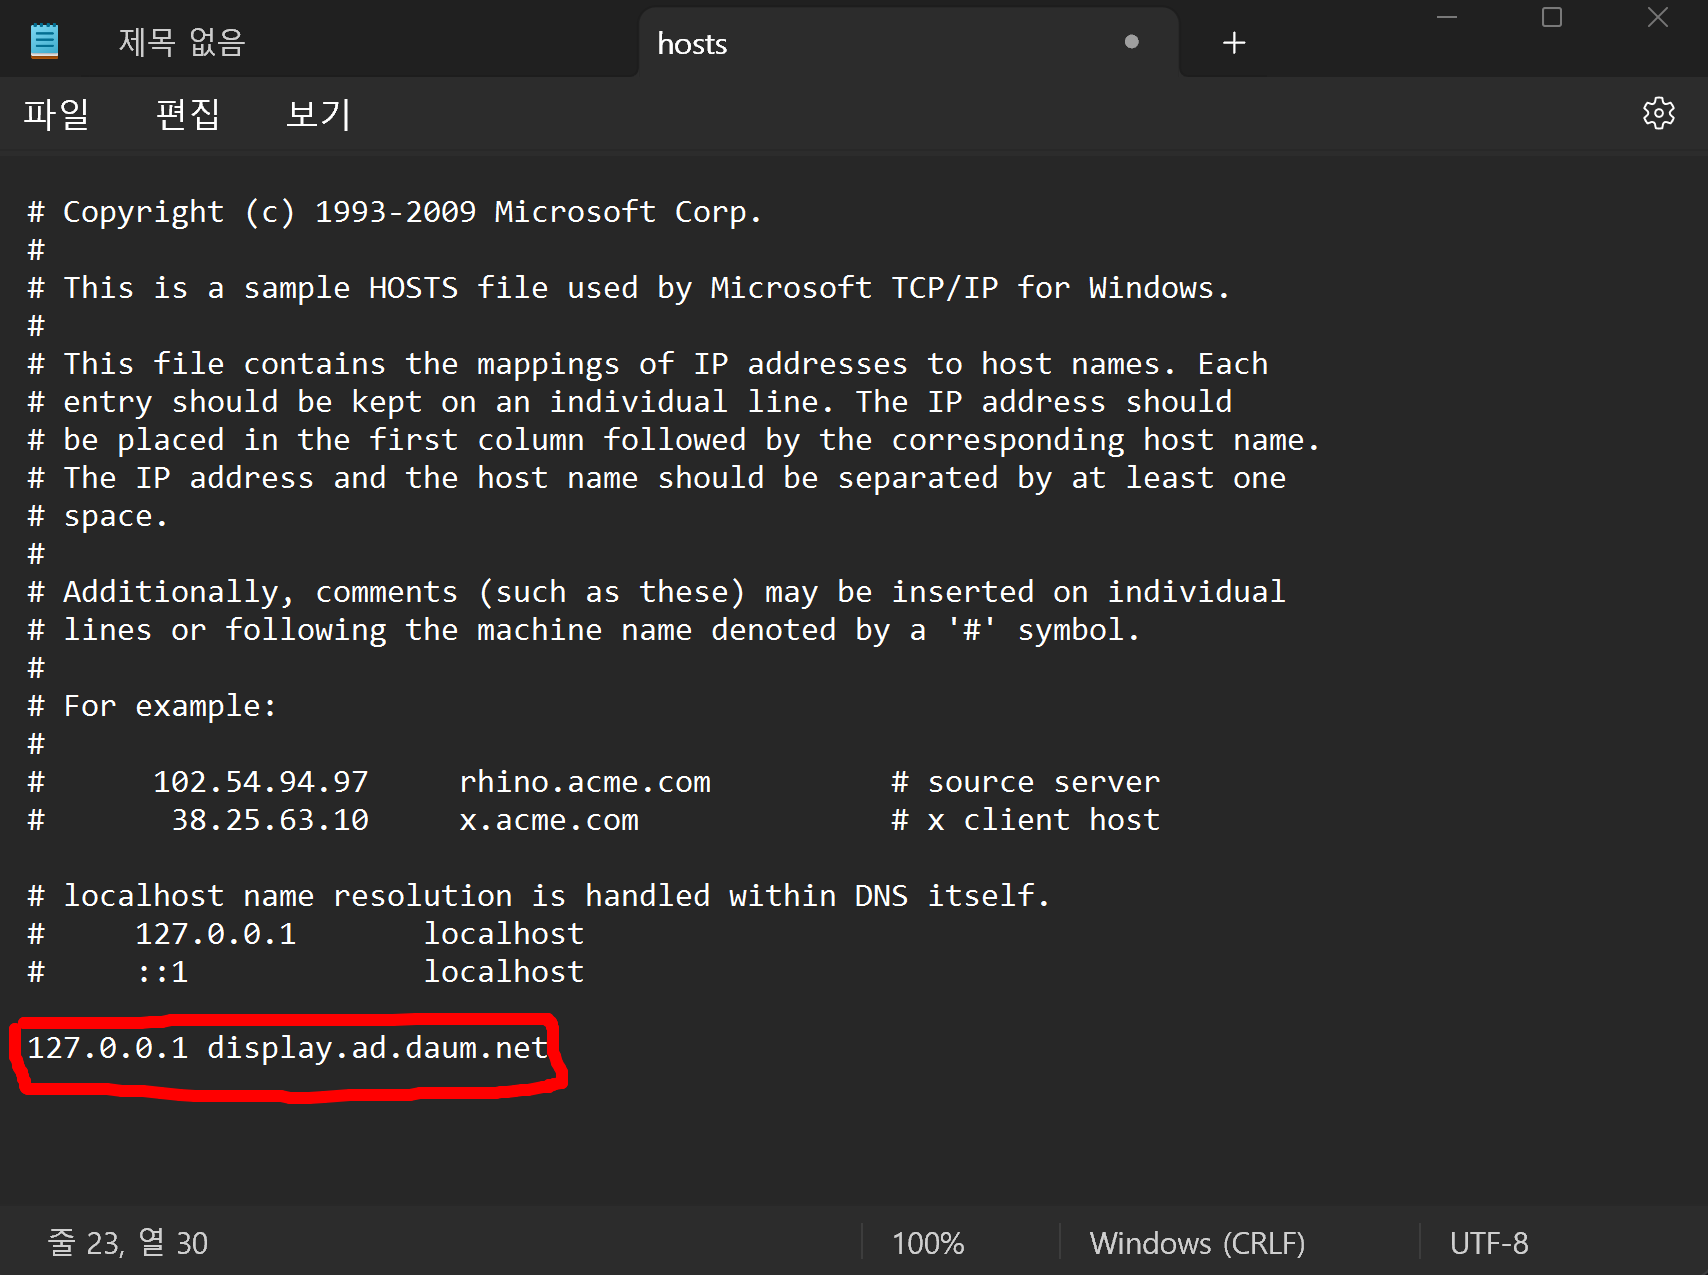 제목 없음
hosts
파일 편집 보기
# Copyright (c) 1993-2009 Microsoft Corp.
#
# This is a sample HOSTS file used by Microsoft TCP/IP for Windows.
#
# This file contains the mappings of IP addresses to host names. Each
# entry should be kept on an individual line. The IP address should
# be placed in the first column followed by the corresponding host name.
# The IP address and the host name should be separated by at least one
# space.
#
# Additionally, comments (such as these) may be inserted on individual
# lines or following the machine name denoted by a '#' symbol.
#
# For example:
#
#      102.54.94.97     rhino.acme.com          # source server
#       38.25.63.10     x.acme.com              # x client host
# localhost name resolution is handled within DNS itself.
#     127.0.0.1       localhost
#     ::1             localhost
127.0.0.1 display.ad.daum.net
줄 23, 열 30 100% Windows (CRLF) UTF-8